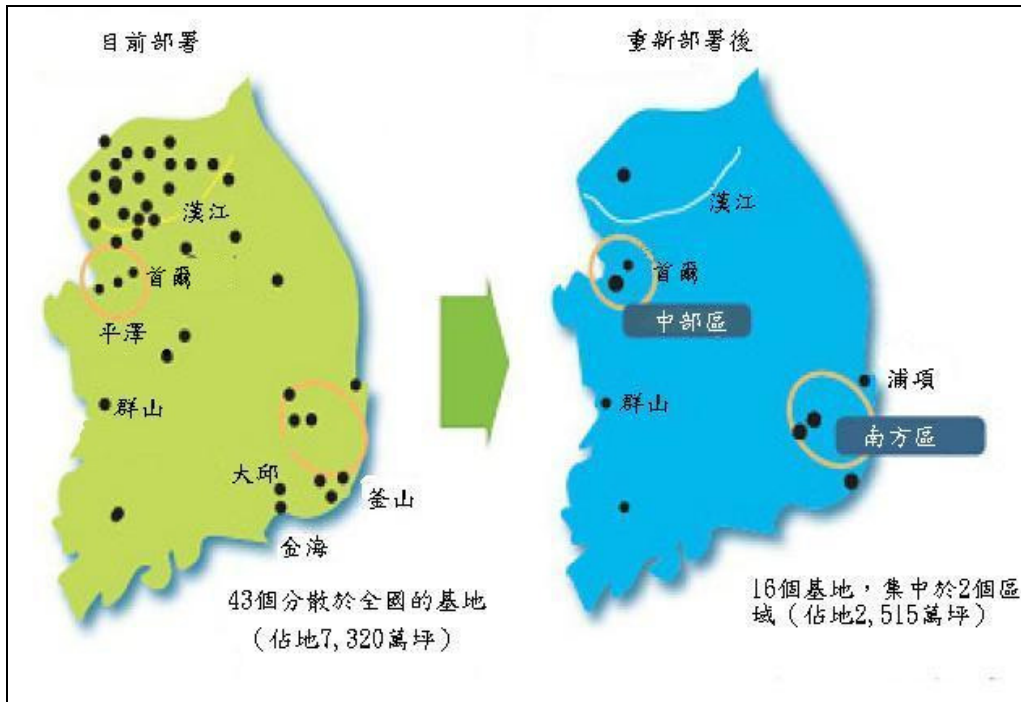 目前部署
漢江
首爾
平澤
群山
大邱
釜山
金海
43個分散於全國的基地
（佔地7,320萬坪）
重新部署後
漢江
首爾
中部區
浦項
群山
南方區
16個基地，集中於2個區
域（佔地2,515萬坪）